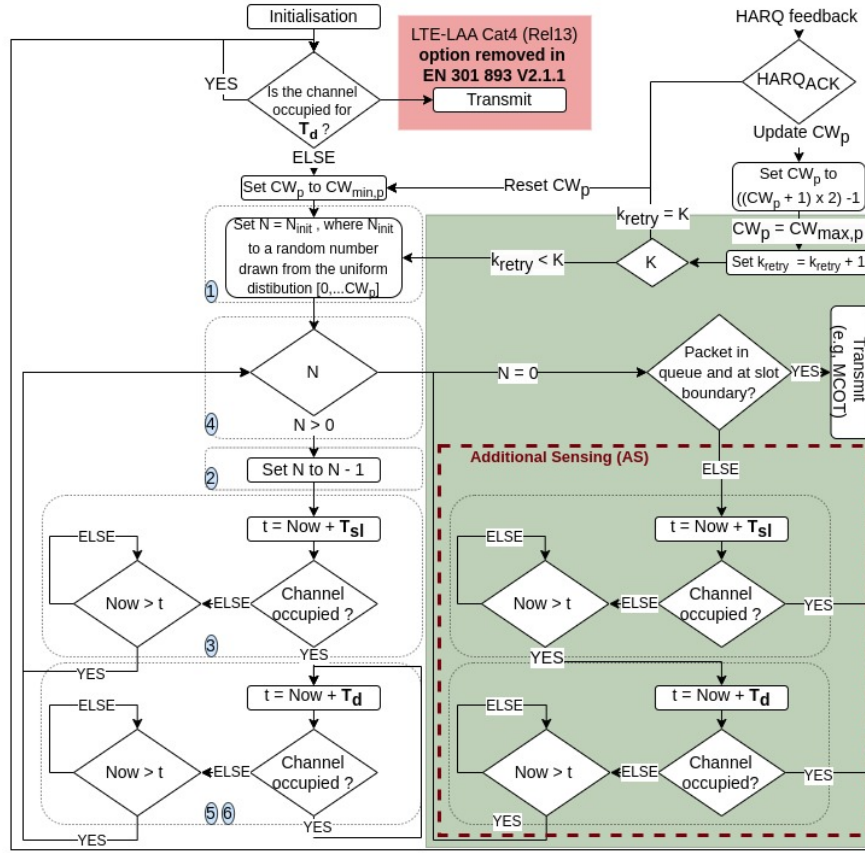 Initialisation
YES
Is the channel
occupied for
Td ?
ELSE
LTE-LAA Cat4 (Rel13)
option removed in
EN 301 893 V2.1.1
Transmit
HARQ feedback
HARQACK
Update CWp
Set CWp to
((CWp + 1) x 2) -1
CWp = CWmax,p
Set kretry = kretry + 1
Set CWp to CWmin,p
Reset CWp
kretry = K
K
kretry < K
Set N = Ninit , where Ninit
to a random number
drawn from the uniform
distibution [0,...CWp]
1
N
N = 0
N > 0
4
Packet in
queue and at slot
boundary?
YES
Transmit
(e.g, MCOT)
ELSE
Set N to N - 1
2
t = Now + Tsl
ELSE
Now > t
ELSE
Channel
occupied ?
3
YES
YES
t = Now + Td
ELSE
Now > t
ELSE
Channel
occupied ?
5 6
YES
YES
Additional Sensing (AS)
t = Now + Tsl
ELSE
Now > t
ELSE
Channel
occupied ?
YES
YES
t = Now + Td
ELSE
Now > t
ELSE
Channel
occupied?
YES
YES